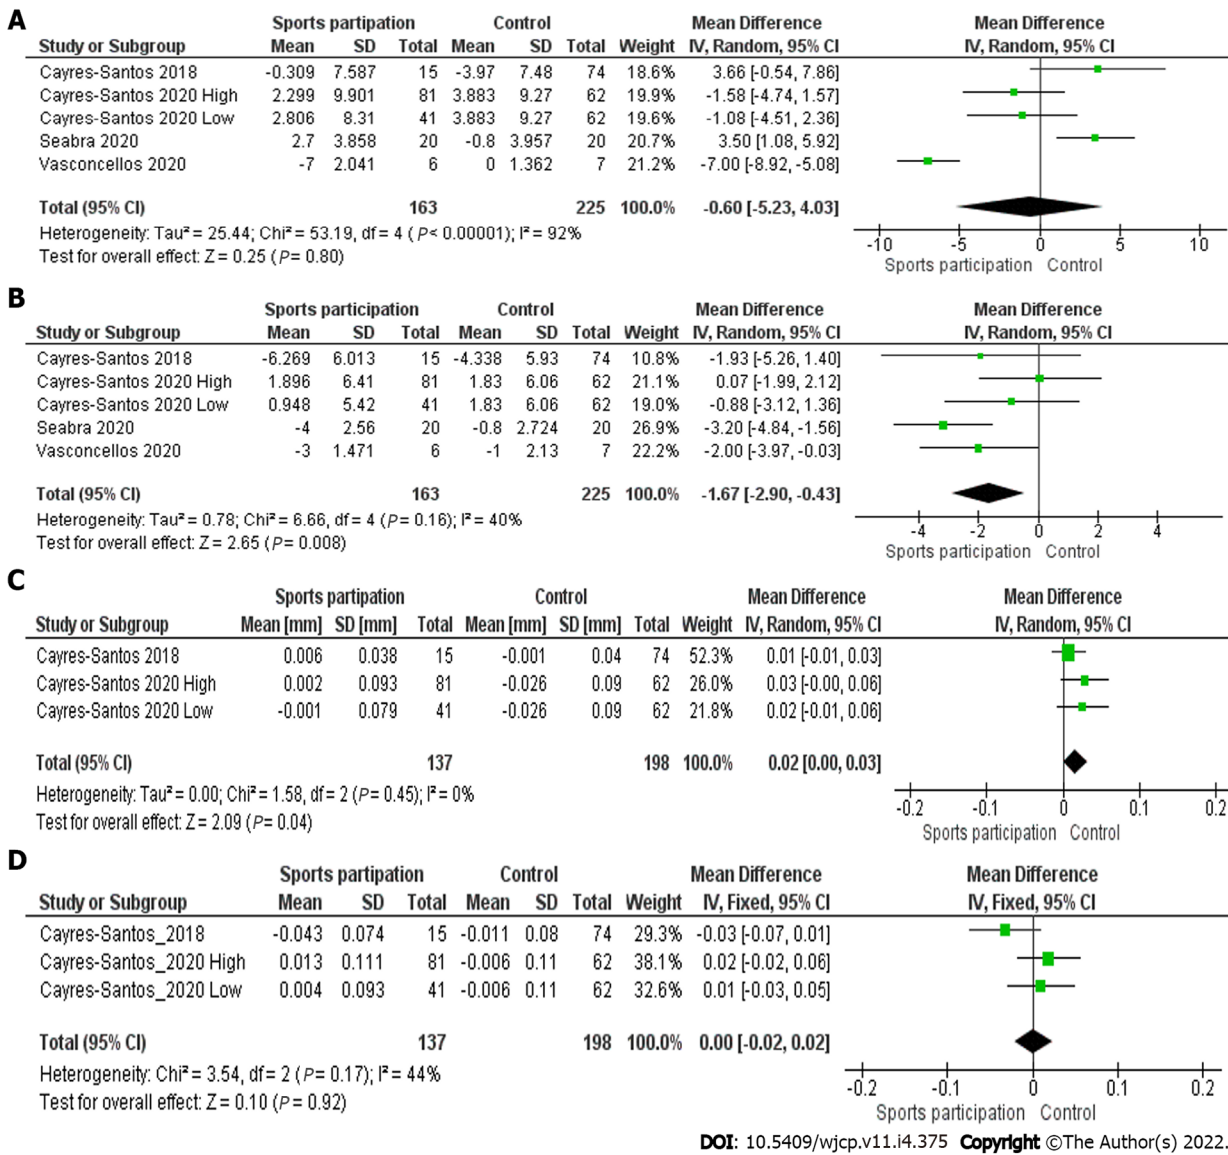 A
Sports partipation Control Mean Difference Mean Difference
Study or Subgroup Mean SD Total Mean SD Total Weight IV, Random, 95% CI IV, Random, 95% CI
Cayres-Santos 2018 -0.309 7.587 15 -3.97 7.48 74 18.6% 3.66 [-0.54, 7.86]
Cayres-Santos 2020 High 2.299 9.901 81 3.883 9.27 62 19.9% -1.58 [-4.74, 1.57]
Cayres-Santos 2020 Low 2.806 8.31 41 3.883 9.27 62 19.6% -1.08 [-4.51, 2.36]
Seabra 2020 2.7 3.858 20 -0.8 3.957 20 20.7% 3.50 [1.08, 5.92]
Vasconcellos 2020 -7 2.041 6 0 1.362 7 21.2% -7.00 [-8.92, -5.08]
Total (95% CI) 163 225 100.0% -0.60 [-5.23, 4.03]
Heterogeneity: Tau² = 25.44; Chi² = 53.19, df = 4 (P< 0.00001); I² = 92%
Test for overall effect: Z = 0.25 (P= 0.80)
-10 -5 0 5 10
Sports participation Control
B
Sports participation Control Mean Difference Mean Difference
Study or Subgroup Mean SD Total Mean SD Total Weight IV, Random, 95% CI IV, Random, 95% CI
Cayres-Santos 2018 -6.269 6.013 15 -4.338 5.93 74 10.8% -1.93 [-5.26, 1.40]
Cayres-Santos 2020 High 1.896 6.41 81 1.83 6.06 62 21.1% 0.07 [-1.99, 2.12]
Cayres-Santos 2020 Low 0.948 5.42 41 1.83 6.06 62 19.0% -0.88 [-3.12, 1.36]
Seabra 2020 -4 2.56 20 -0.8 2.724 20 26.9% -3.20 [-4.84, -1.56]
Vasconcellos 2020 -3 1.471 6 -1 2.13 7 22.2% -2.00 [-3.97, -0.03]
Total (95% CI) 163 225 100.0% -1.67 [-2.90, -0.43]
Heterogeneity: Tau² = 0.78; Chi² = 6.66, df = 4 (P= 0.16); I² = 40%
Test for overall effect: Z = 2.65 (P= 0.008)
-4 -2 0 2 4
Sports participation Control
C
Sports partipation Control Mean Difference Mean Difference
Study or Subgroup Mean [mm] SD [mm] Total Mean [mm] SD [mm] Total Weight IV, Random, 95% CI IV, Random, 95% CI
Cayres-Santos 2018 0.006 0.038 15 -0.001 0.04 74 52.3% 0.01 [-0.01, 0.03]
Cayres-Santos 2020 High 0.002 0.093 81 -0.026 0.09 62 26.0% 0.03 [-0.00, 0.06]
Cayres-Santos 2020 Low -0.001 0.079 41 -0.026 0.09 62 21.8% 0.02 [-0.01, 0.06]
Total (95% CI) 137 198 100.0% 0.02 [0.00, 0.03]
Heterogeneity: Tau² = 0.00; Chi² = 1.58, df = 2 (P= 0.45); I² = 0%
Test for overall effect: Z = 2.09 (P= 0.04)
-0.2 -0.1 0 0.1 0.2
Sports participation Control
D
Sports partipation Control Mean Difference Mean Difference
Study or Subgroup Mean SD Total Mean SD Total Weight IV, Fixed, 95% CI IV, Fixed, 95% CI
Cayres-Santos_2018 -0.043 0.074 15 -0.011 0.08 74 29.3% -0.03 [-0.07, 0.01]
Cayres-Santos_2020 High 0.013 0.111 81 -0.006 0.11 62 38.1% 0.02 [-0.02, 0.06]
Cayres-Santos_2020 Low 0.004 0.093 41 -0.006 0.11 62 32.6% 0.01 [-0.03, 0.05]
Total (95% CI) 137 198 100.0% 0.00 [-0.02, 0.02]
Heterogeneity: Chi² = 3.54, df = 2 (P= 0.17); I² = 44%
Test for overall effect: Z = 0.10 (P= 0.92)
-0.2 -0.1 0 0.1 0.2
Sports participation Control
DOI: 10.5409/wjcp.v11.i4.375 Copyright ©The Author(s) 2022.